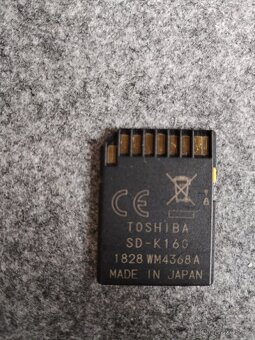 CE
TOSHIBA
SD-K16G
1828 WM4368A
MADE IN JAPAN